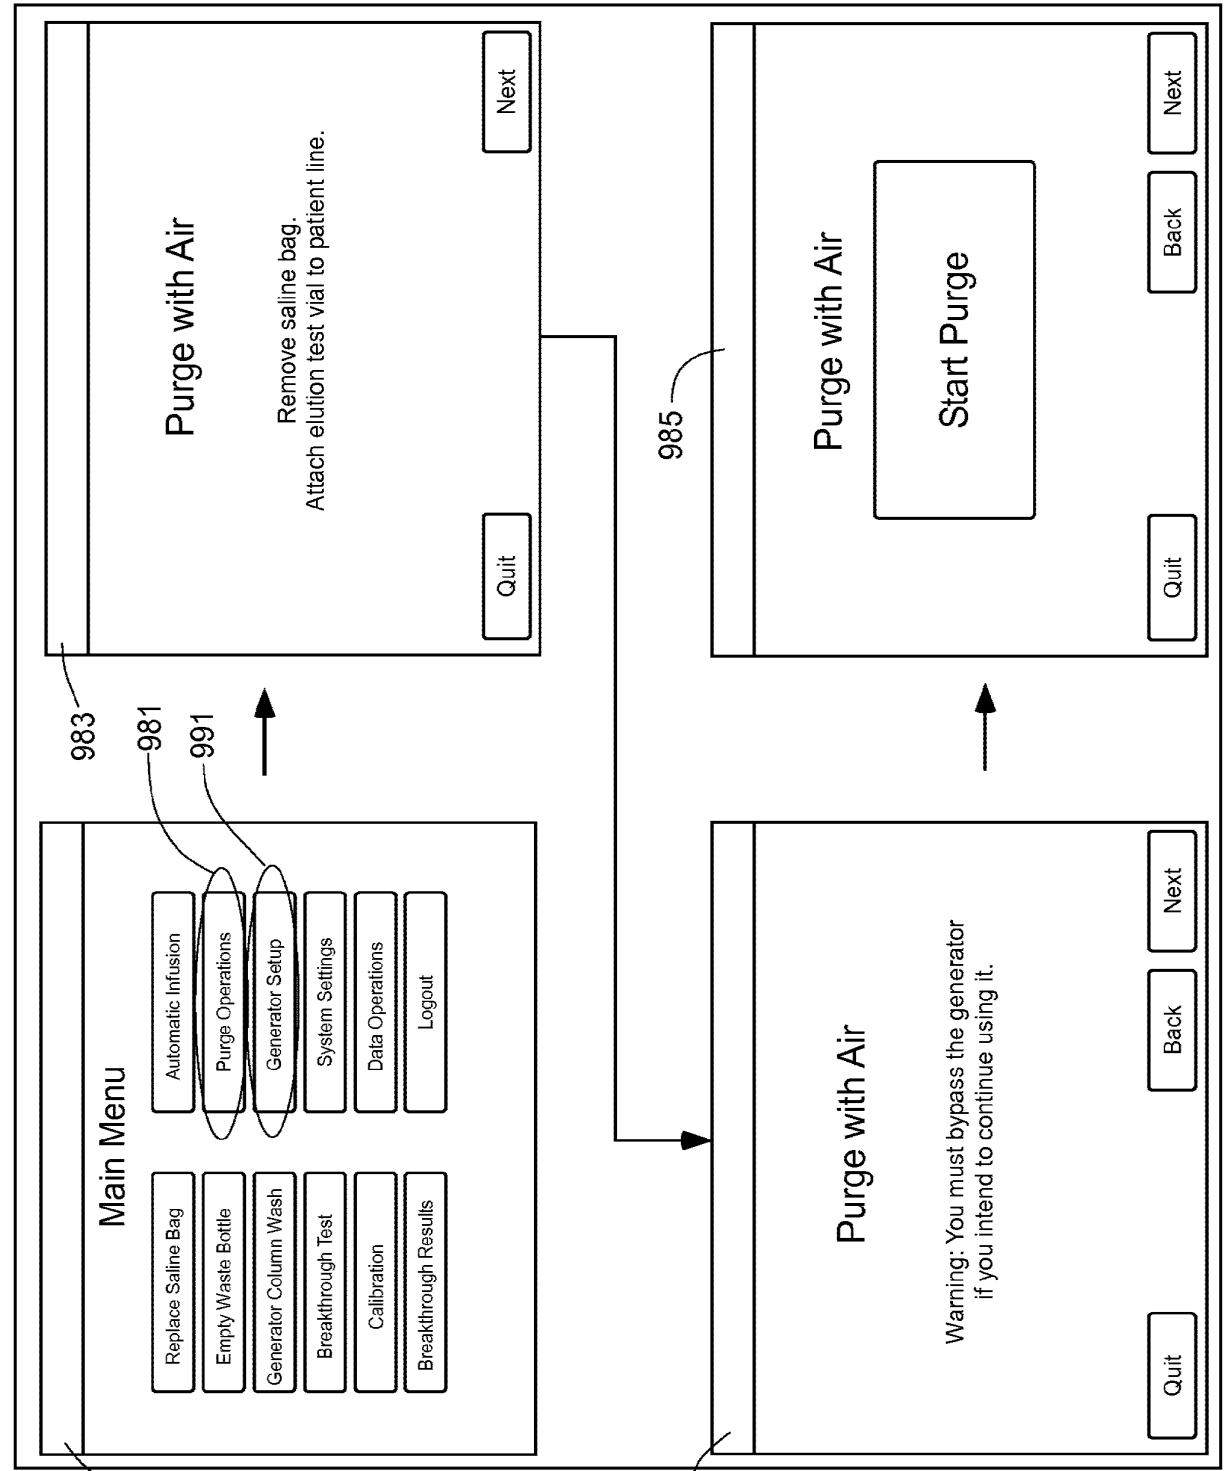 Main Menu
Replace Saline Bag
Automatic Infusion
Empty Waste Bottle
Purge Operations
Generator Column Wash
Generator Setup
Breakthrough Test
System Settings
Calibration
Data Operations
Breakthrough Results
Logout
981
991
983
Purge with Air
Remove saline bag.
Attach elution test vial to patient line.
Quit
Next
Purge with Air
Warning: You must bypass the generator
if you intend to continue using it.
Quit
Back
Next
985
Purge with Air
Start Purge
Quit
Back
Next